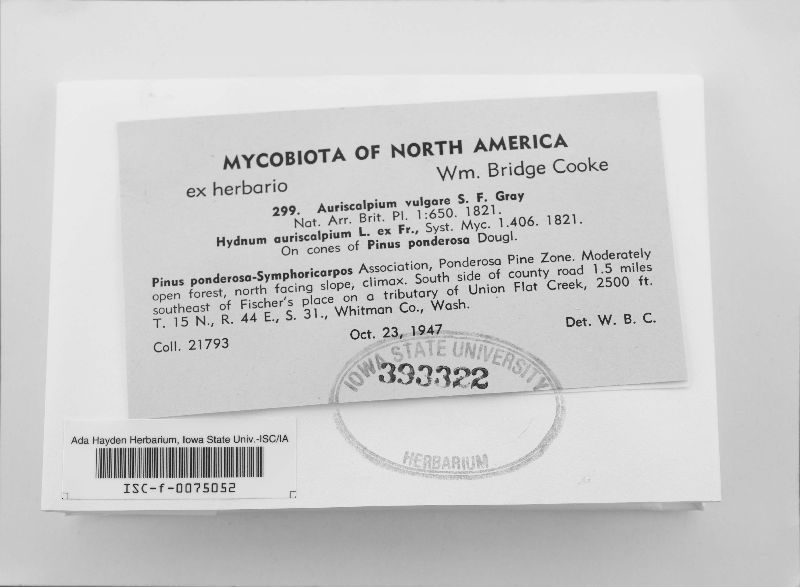 MYCOBIOTA OF NORTH AMERICA
ex herbario Wm. Bridge Cooke
299. Auriscalpium vulgare S. F. Gray
Nat. Arr. Brit. Pl. 1:650. 1821.
Hydnum auriscalpium L. ex Fr., Syst. Myc. 1.406. 1821.
On cones of Pinus ponderosa Dougl.
Pinus ponderosa-Symphoricarpos Association, Ponderosa Pine Zone. Moderately
open forest, north facing slope, climax. South side of county road 1.5 miles
southeast of Fischer's place on a tributary of Union Flat Creek, 2500 ft.
T. 15 N., R. 44 E., S. 31., Whitman Co., Wash.
Coll. 21793 Oct. 23, 1947 Det. W. B. C.
IOWA STATE UNIVERSITY
393322
HERBARIUM
Ada Hayden Herbarium, Iowa State Univ.-ISC/IA
ISC-f-0075052